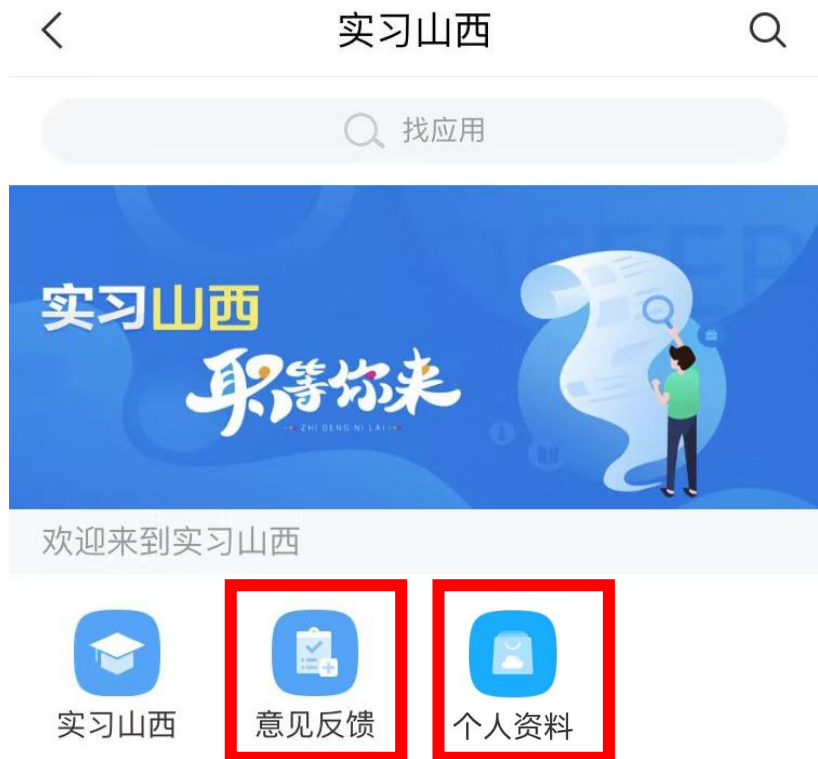 实习山西
找应用
OFFER
实习山西
职等你来
ZHI DENG NI LAI
欢迎来到实习山西
实习山西 意见反馈 个人资料